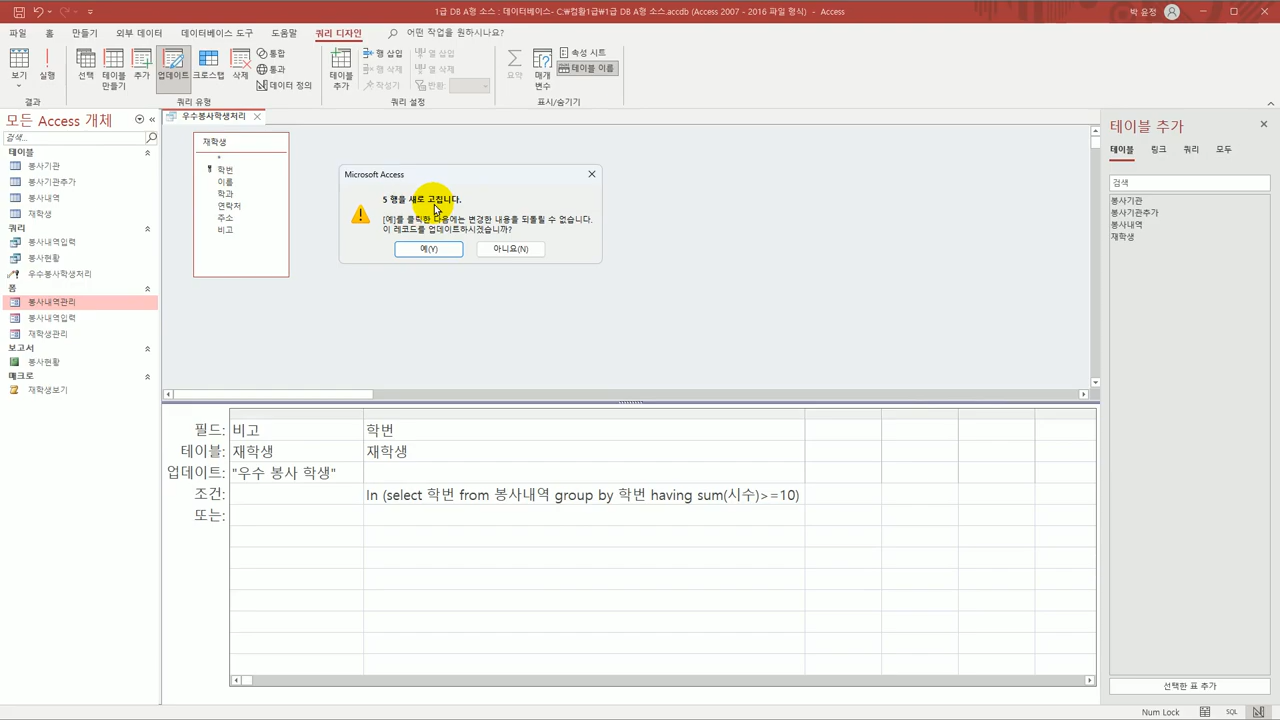 1급 DB A형 소스 : 데이터베이스- C:₩컴활1급₩1급 DB A형 소스.accdb (Access 2007 - 2016 파일 형식) - Access
박 윤정
파일 홈 만들기 외부 데이터 데이터베이스 도구 도움말 쿼리 디자인 어떤 작업을 원하시나요?
보기 실행 선택 테이블 만들기 추가 업데이트 크로스탭 삭제 통합 통과 데이터 정의 테이블 추가 행 삽입 행 삭제 작성기 열 삽입 열 삭제 반환: 요약 매개 변수 속성 시트 테이블 이름
결과 쿼리 유형 쿼리 설정 표시/숨기기
모든 Access 개체
검색...
테이블
봉사기관
봉사기관추가
봉사내역
재학생
쿼리
봉사내역입력
봉사현황
우수봉사학생처리
폼
봉사내역관리
봉사내역입력
재학생관리
보고서
봉사현황
매크로
재학생보기
우수봉사학생처리
재학생
*
학번
이름
학과
연락처
주소
비고
Microsoft Access
5 행을 새로 고칩니다.
[예]를 클릭한 다음에는 변경한 내용을 되돌릴 수 없습니다.
이 레코드를 업데이트하시겠습니까?
예(Y) 아니요(N)
필드: 비고 학번
테이블: 재학생 재학생
업데이트: "우수 봉사 학생"
조건: In (select 학번 from 봉사내역 group by 학번 having sum(시수)>=10)
또는:
테이블 추가
테이블 링크 쿼리 모두
검색
봉사기관
봉사기관추가
봉사내역
재학생
선택한 표 추가
Num Lock SQL